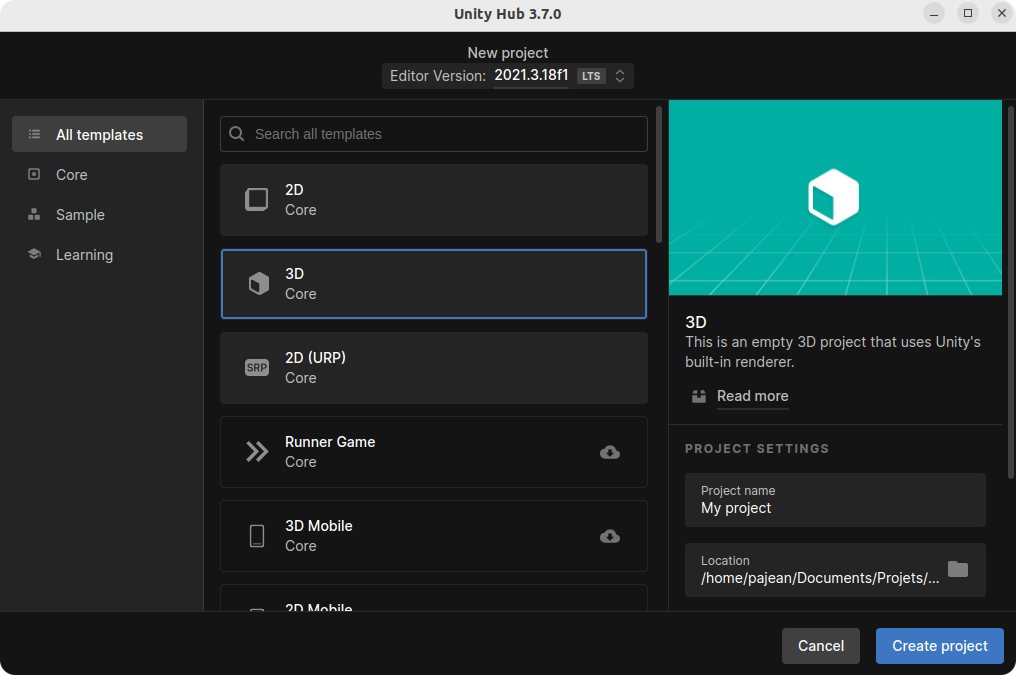 Unity Hub 3.7.0
New project
Editor Version: 2021.3.18f1 LTS
All templates
Core
Sample
Learning
Search all templates
2D
Core
3D
Core
SRP
2D (URP)
Core
Runner Game
Core
3D Mobile
Core
2D Mobile
3D
This is an empty 3D project that uses Unity's
built-in renderer.
Read more
PROJECT SETTINGS
Project name
My project
Location
/home/pajean/Documents/Projets/...
Cancel
Create project